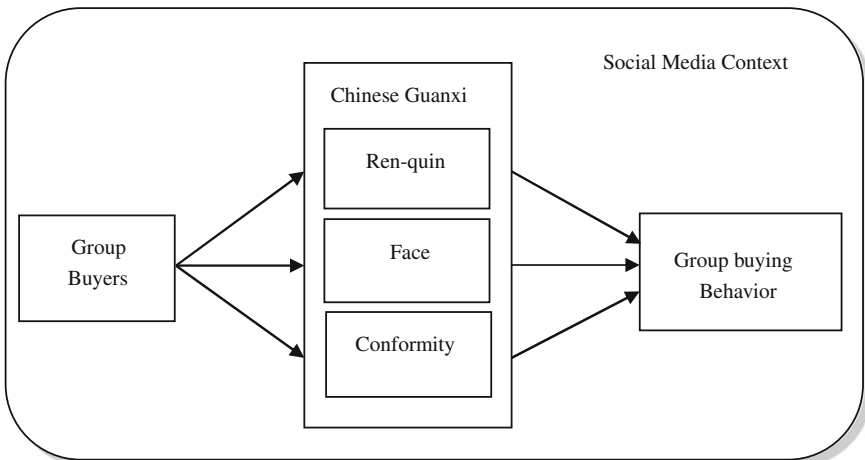 Social Media Context
Chinese Guanxi
Ren-quin
Group
Buyers
Face
Group buying
Behavior
Conformity